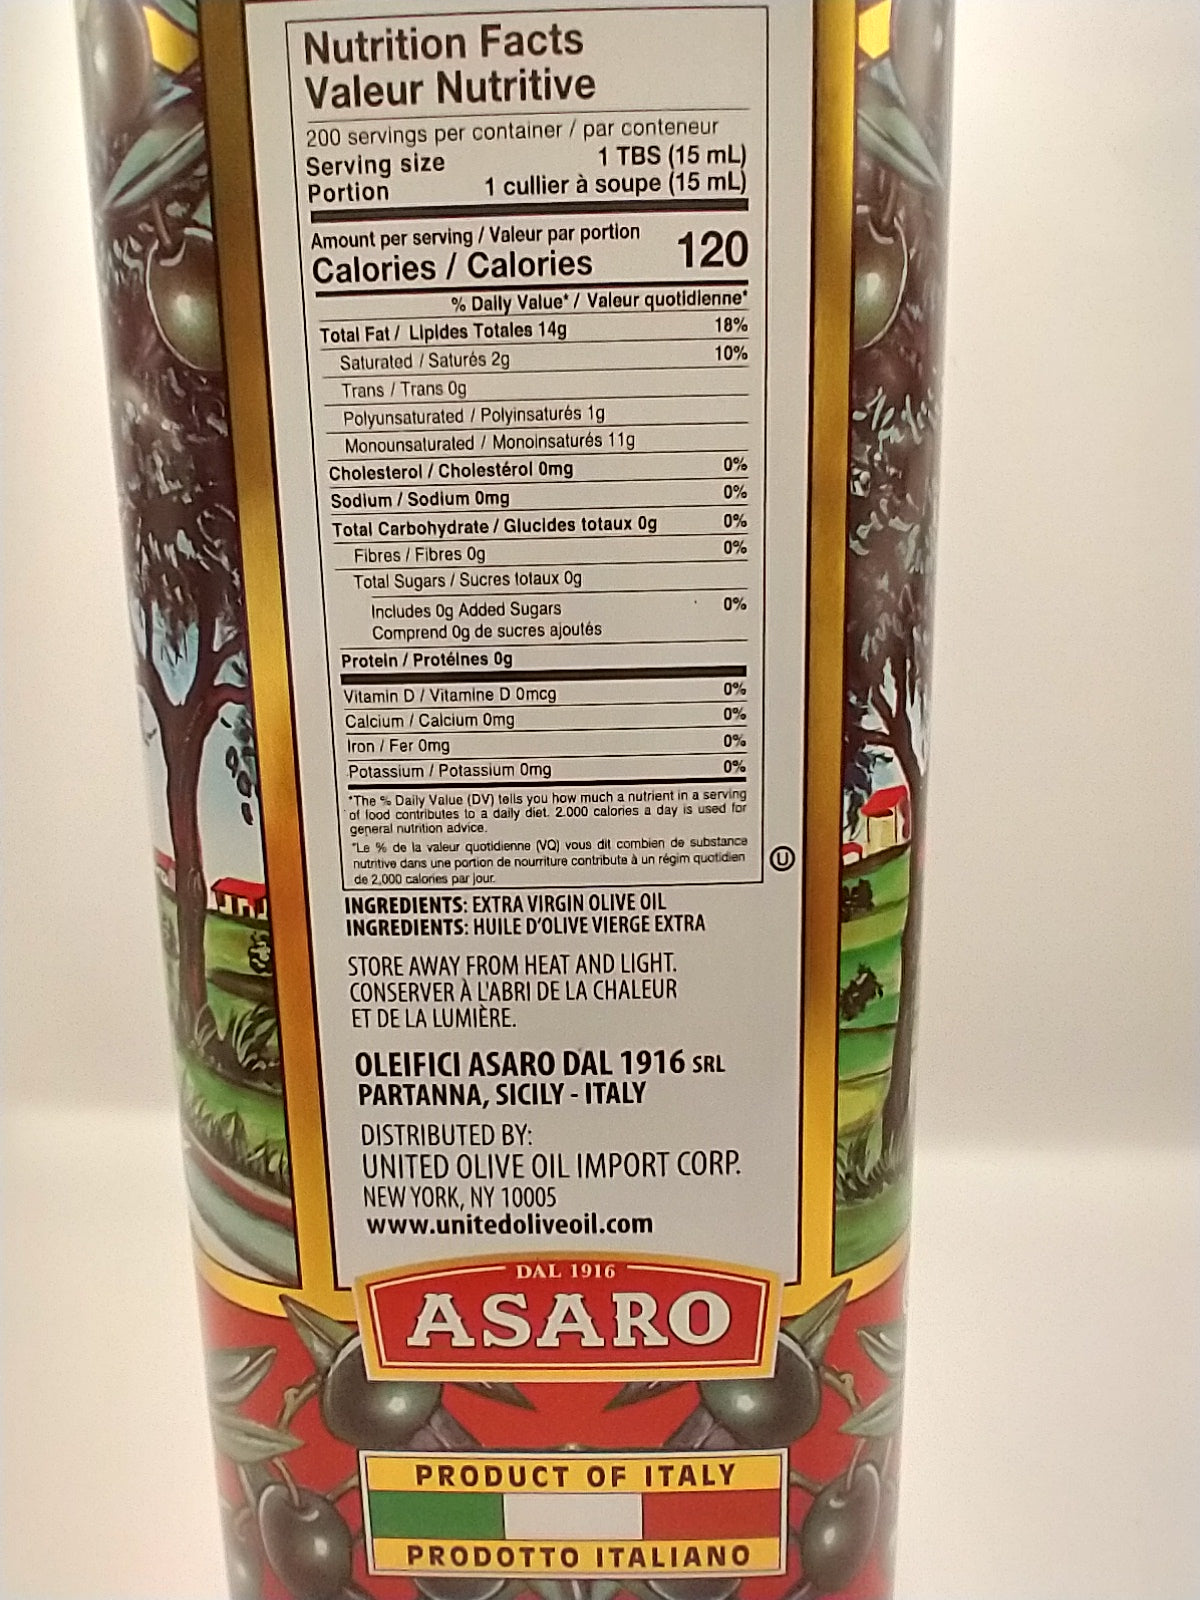 Nutrition Facts
Valeur Nutritive
200 servings per container / par conteneur
Serving size 1 TBS (15 mL)
Portion 1 cullier à soupe (15 mL)
Amount per serving / Valeur par portion
Calories / Calories 120
% Daily Value* / Valeur quotidienne*
Total Fat / Lipides Totales 14g 18%
Saturated / Saturés 2g 10%
Trans / Trans 0g
Polyunsaturated / Polyinsaturés 1g
Monounsaturated / Monoinsaturés 11g
Cholesterol / Cholestérol 0mg 0%
Sodium / Sodium 0mg 0%
Total Carbohydrate / Glucides totaux 0g 0%
Fibres / Fibres 0g 0%
Total Sugars / Sucres totaux 0g
Includes 0g Added Sugars 0%
Comprend 0g de sucres ajoutés
Protein / Protéines 0g
Vitamin D / Vitamine D 0mcg 0%
Calcium / Calcium 0mg 0%
Iron / Fer 0mg 0%
Potassium / Potassium 0mg 0%
*The % Daily Value (DV) tells you how much a nutrient in a serving
of food contributes to a daily diet. 2.000 calories a day is used for
general nutrition advice.
*Le % de la valeur quotidienne (VQ) vous dit combien de substance
nutritive dans une portion de nourriture contribute à un régim quotidien
de 2,000 calories par jour.
U
INGREDIENTS: EXTRA VIRGIN OLIVE OIL
INGREDIENTS: HUILE D'OLIVE VIERGE EXTRA
STORE AWAY FROM HEAT AND LIGHT.
CONSERVER À L'ABRI DE LA CHALEUR
ET DE LA LUMIÈRE.
OLEIFICI ASARO DAL 1916 SRL
PARTANNA, SICILY - ITALY
DISTRIBUTED BY:
UNITED OLIVE OIL IMPORT CORP.
NEW YORK, NY 10005
www.unitedoliveoil.com
DAL 1916
ASARO
PRODUCT OF ITALY
PRODOTTO ITALIANO